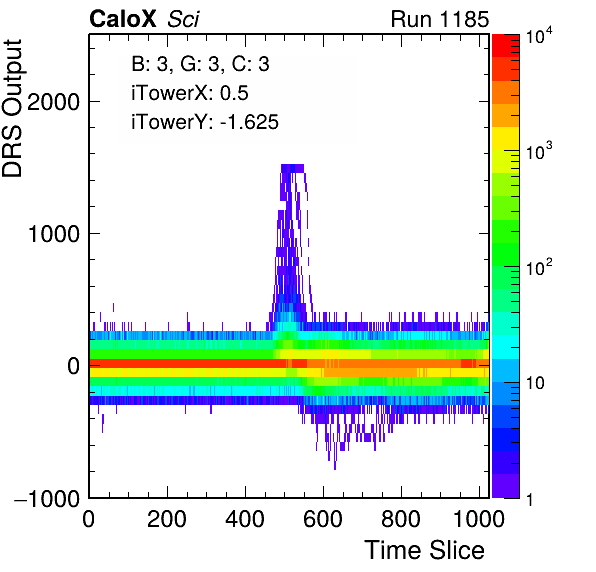 CaloX Sci Run 1185
B: 3, G: 3, C: 3
iTowerX: 0.5
iTowerY: -1.625
DRS Output
2000
1000
0
−1000
0 200 400 600 800 1000
Time Slice
10⁴
10³
10²
10
1